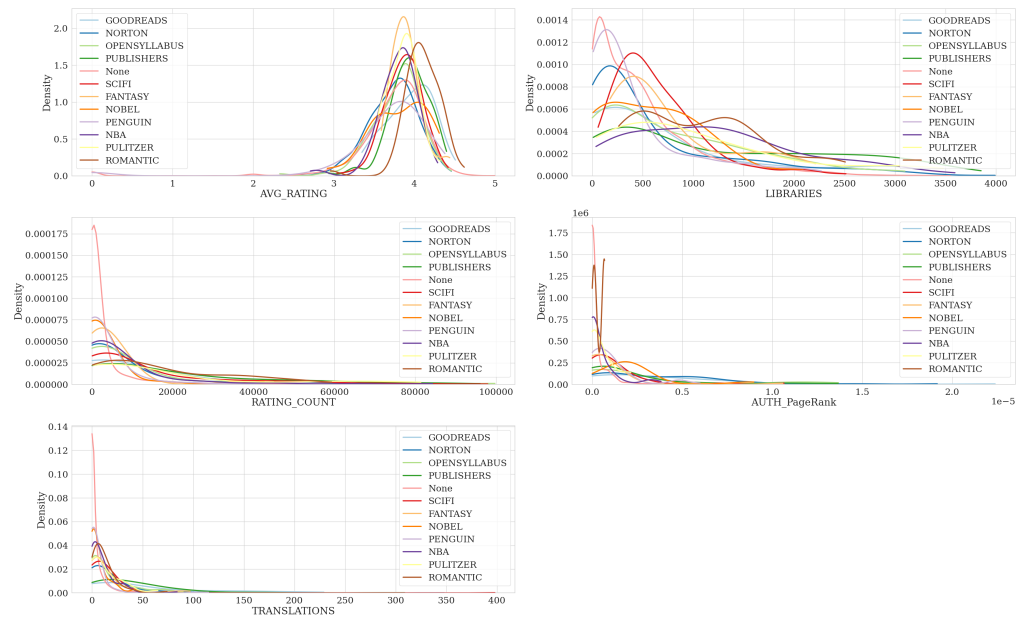 2.0
1.5
1.0
0.5
0.0
Density
0
1
2
3
4
5
AVG_RATING
GOODREADS
NORTON
OPENSYLLABUS
PUBLISHERS
None
SCIFI
FANTASY
NOBEL
PENGUIN
NBA
PULITZER
ROMANTIC
0.0014
0.0012
0.0010
0.0008
0.0006
0.0004
0.0002
0.0000
Density
0
500
1000
1500
2000
2500
3000
3500
4000
LIBRARIES
GOODREADS
NORTON
OPENSYLLABUS
PUBLISHERS
None
SCIFI
FANTASY
NOBEL
PENGUIN
NBA
PULITZER
ROMANTIC
0.000175
0.000150
0.000125
0.000100
0.000075
0.000050
0.000025
0.000000
Density
0
20000
40000
60000
80000
100000
RATING_COUNT
GOODREADS
NORTON
OPENSYLLABUS
PUBLISHERS
None
SCIFI
FANTASY
NOBEL
PENGUIN
NBA
PULITZER
ROMANTIC
1e6
1.75
1.50
1.25
1.00
0.75
0.50
0.25
0.00
Density
0.0
0.5
1.0
1.5
2.0
1e−5
AUTH_PageRank
GOODREADS
NORTON
OPENSYLLABUS
PUBLISHERS
None
SCIFI
FANTASY
NOBEL
PENGUIN
NBA
PULITZER
ROMANTIC
0.14
0.12
0.10
0.08
0.06
0.04
0.02
0.00
Density
0
50
100
150
200
250
300
350
400
TRANSLATIONS
GOODREADS
NORTON
OPENSYLLABUS
PUBLISHERS
None
SCIFI
FANTASY
NOBEL
PENGUIN
NBA
PULITZER
ROMANTIC